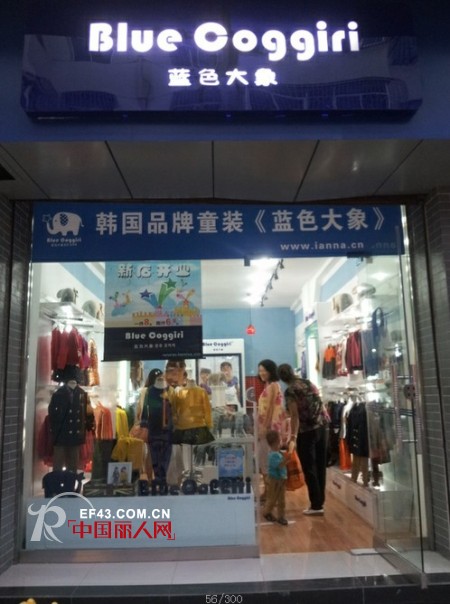 Blue Coggiri
蓝色大象
Blue Coggiri
韩国品牌童装《蓝色大象》
www.ianna.cn
新店开业
Blue Coggiri
Blue Coggiri
Blue Coggiri
EF43.COM.CN
中国丽人网
56/300